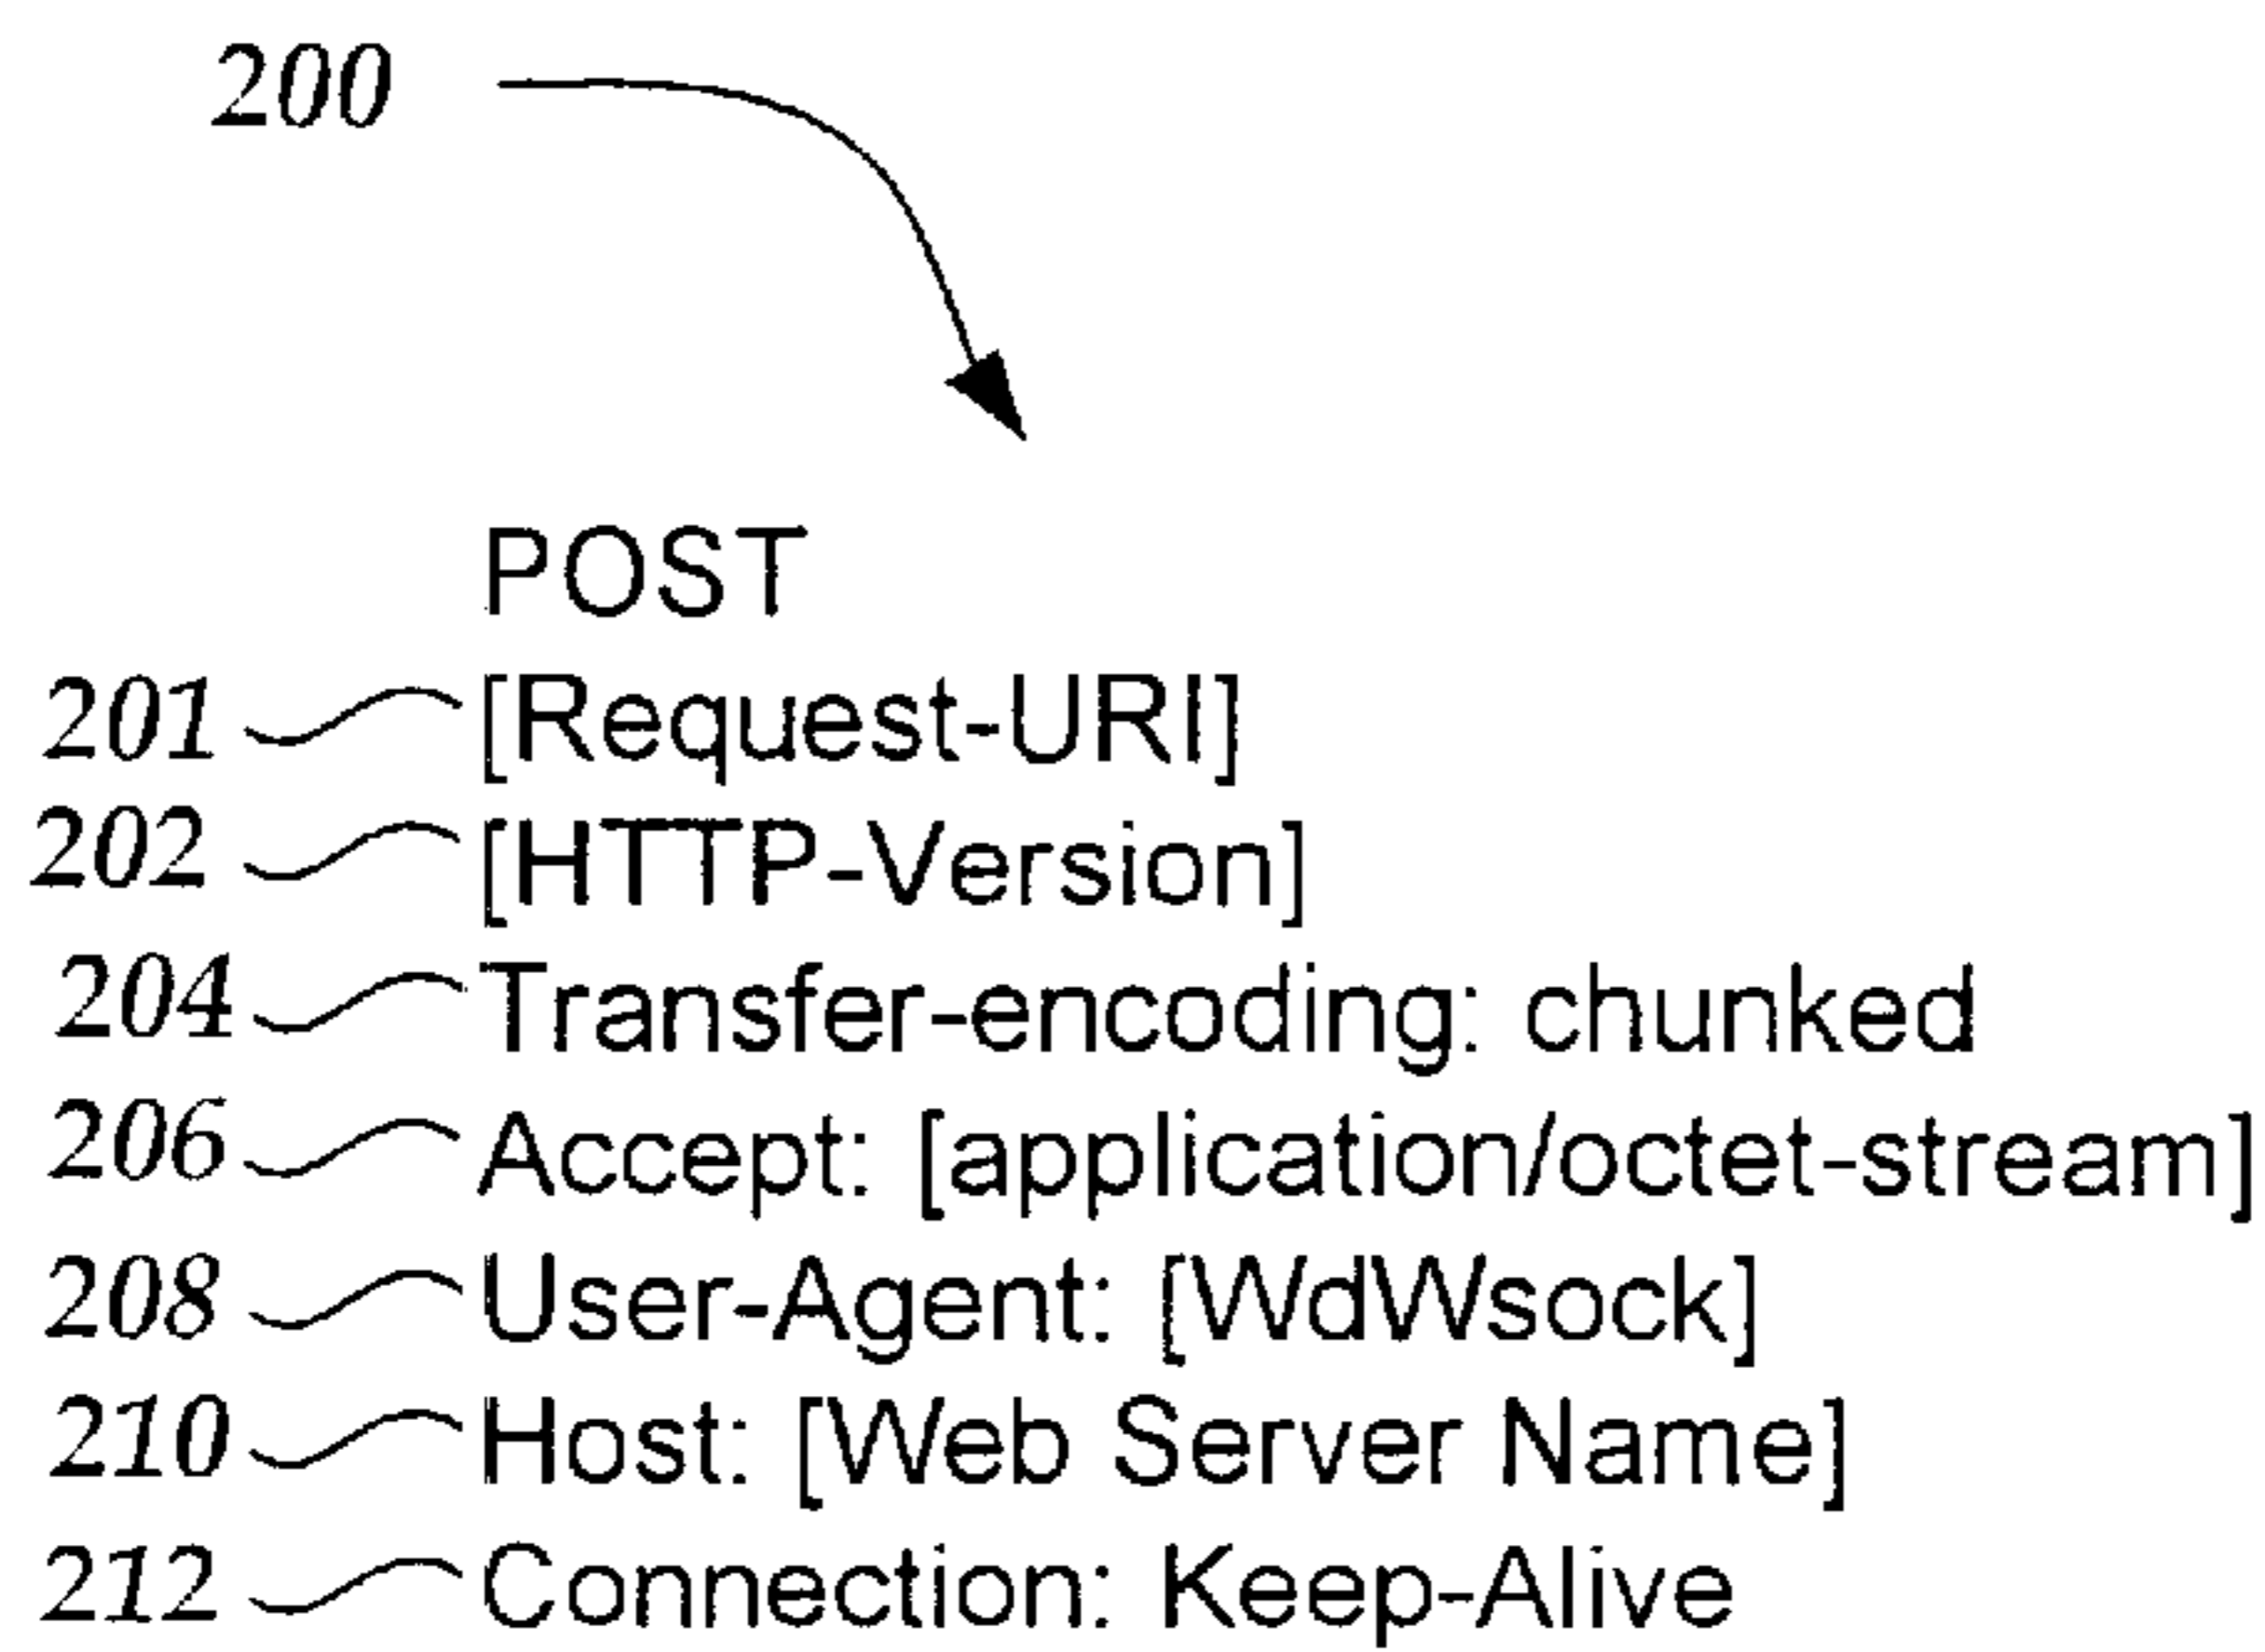 200
POST
201 [Request-URI]
202 [HTTP-Version]
204 Transfer-encoding: chunked
206 Accept: [application/octet-stream]
208 User-Agent: [WdWsock]
210 Host: [Web Server Name]
212 Connection: Keep-Alive